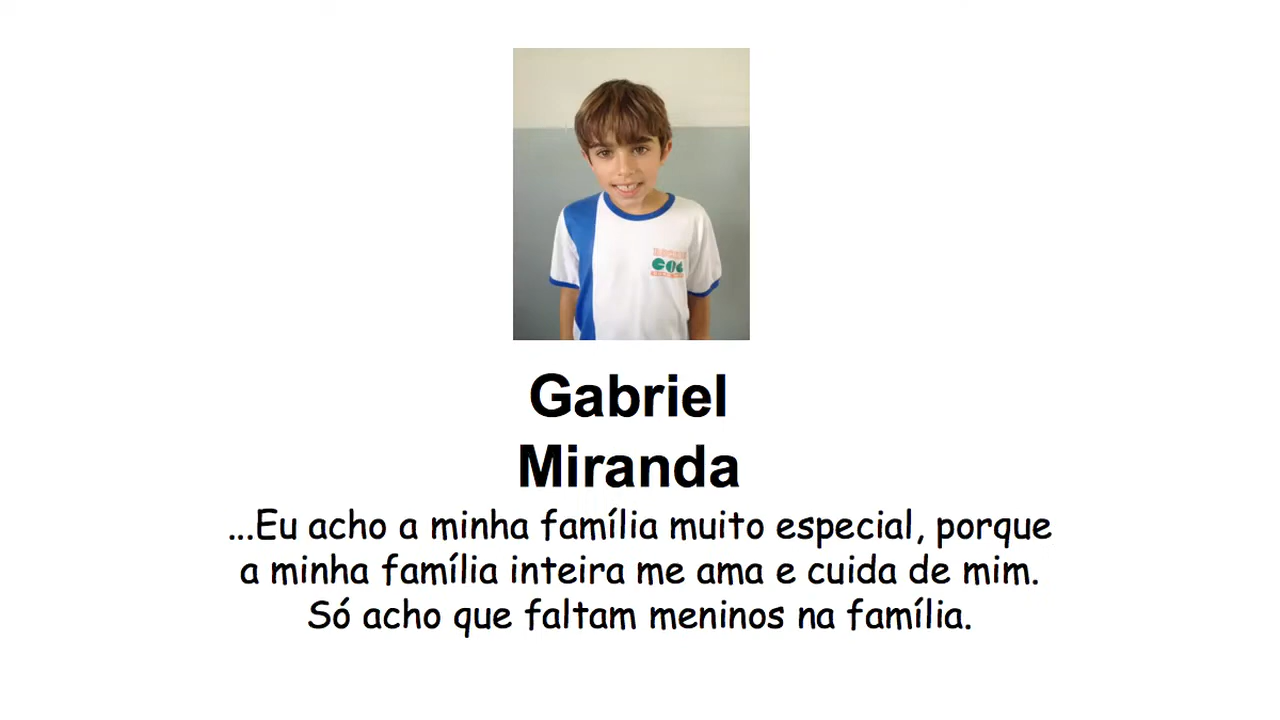 COC
Gabriel
Miranda
...Eu acho a minha família muito especial, porque
a minha família inteira me ama e cuida de mim.
Só acho que faltam meninos na família.